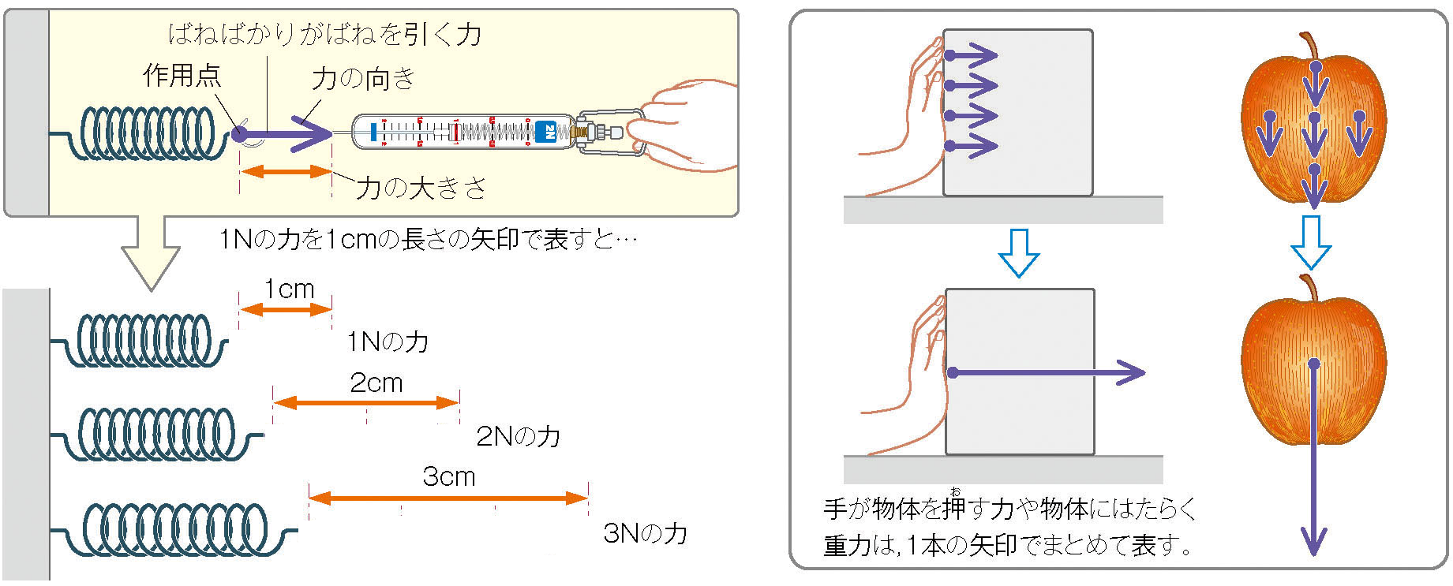 ばねばかりがばねを引く力
作用点
力の向き
2N
力の大きさ
1Nの力を1cmの長さの矢印で表すと…
1cm
1Nの力
2cm
2Nの力
3cm
3Nの力
お
手が物体を押す力や物体にはたらく
重力は,1本の矢印でまとめて表す。